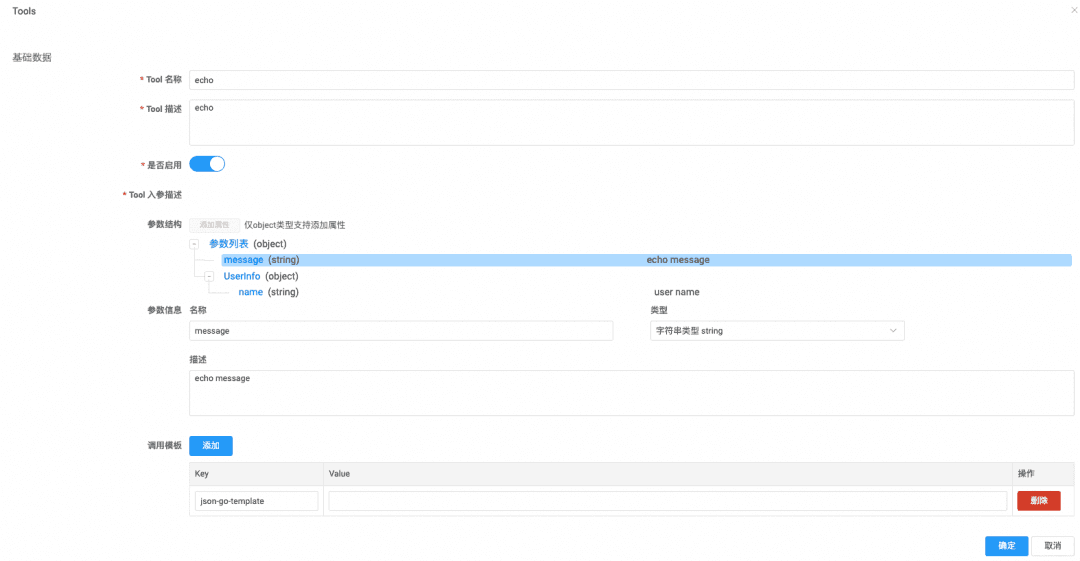 Tools
基础数据
* Tool 名称 echo
* Tool 描述 echo
* 是否启用
* Tool 入参描述
参数结构 添加属性 仅object类型支持添加属性
参数列表 (object)
message (string) echo message
UserInfo (object)
name (string) user name
参数信息 名称 类型
message 字符串类型 string
描述
echo message
调用模板 添加
Key Value 操作
json-go-template 删除
确定 取消